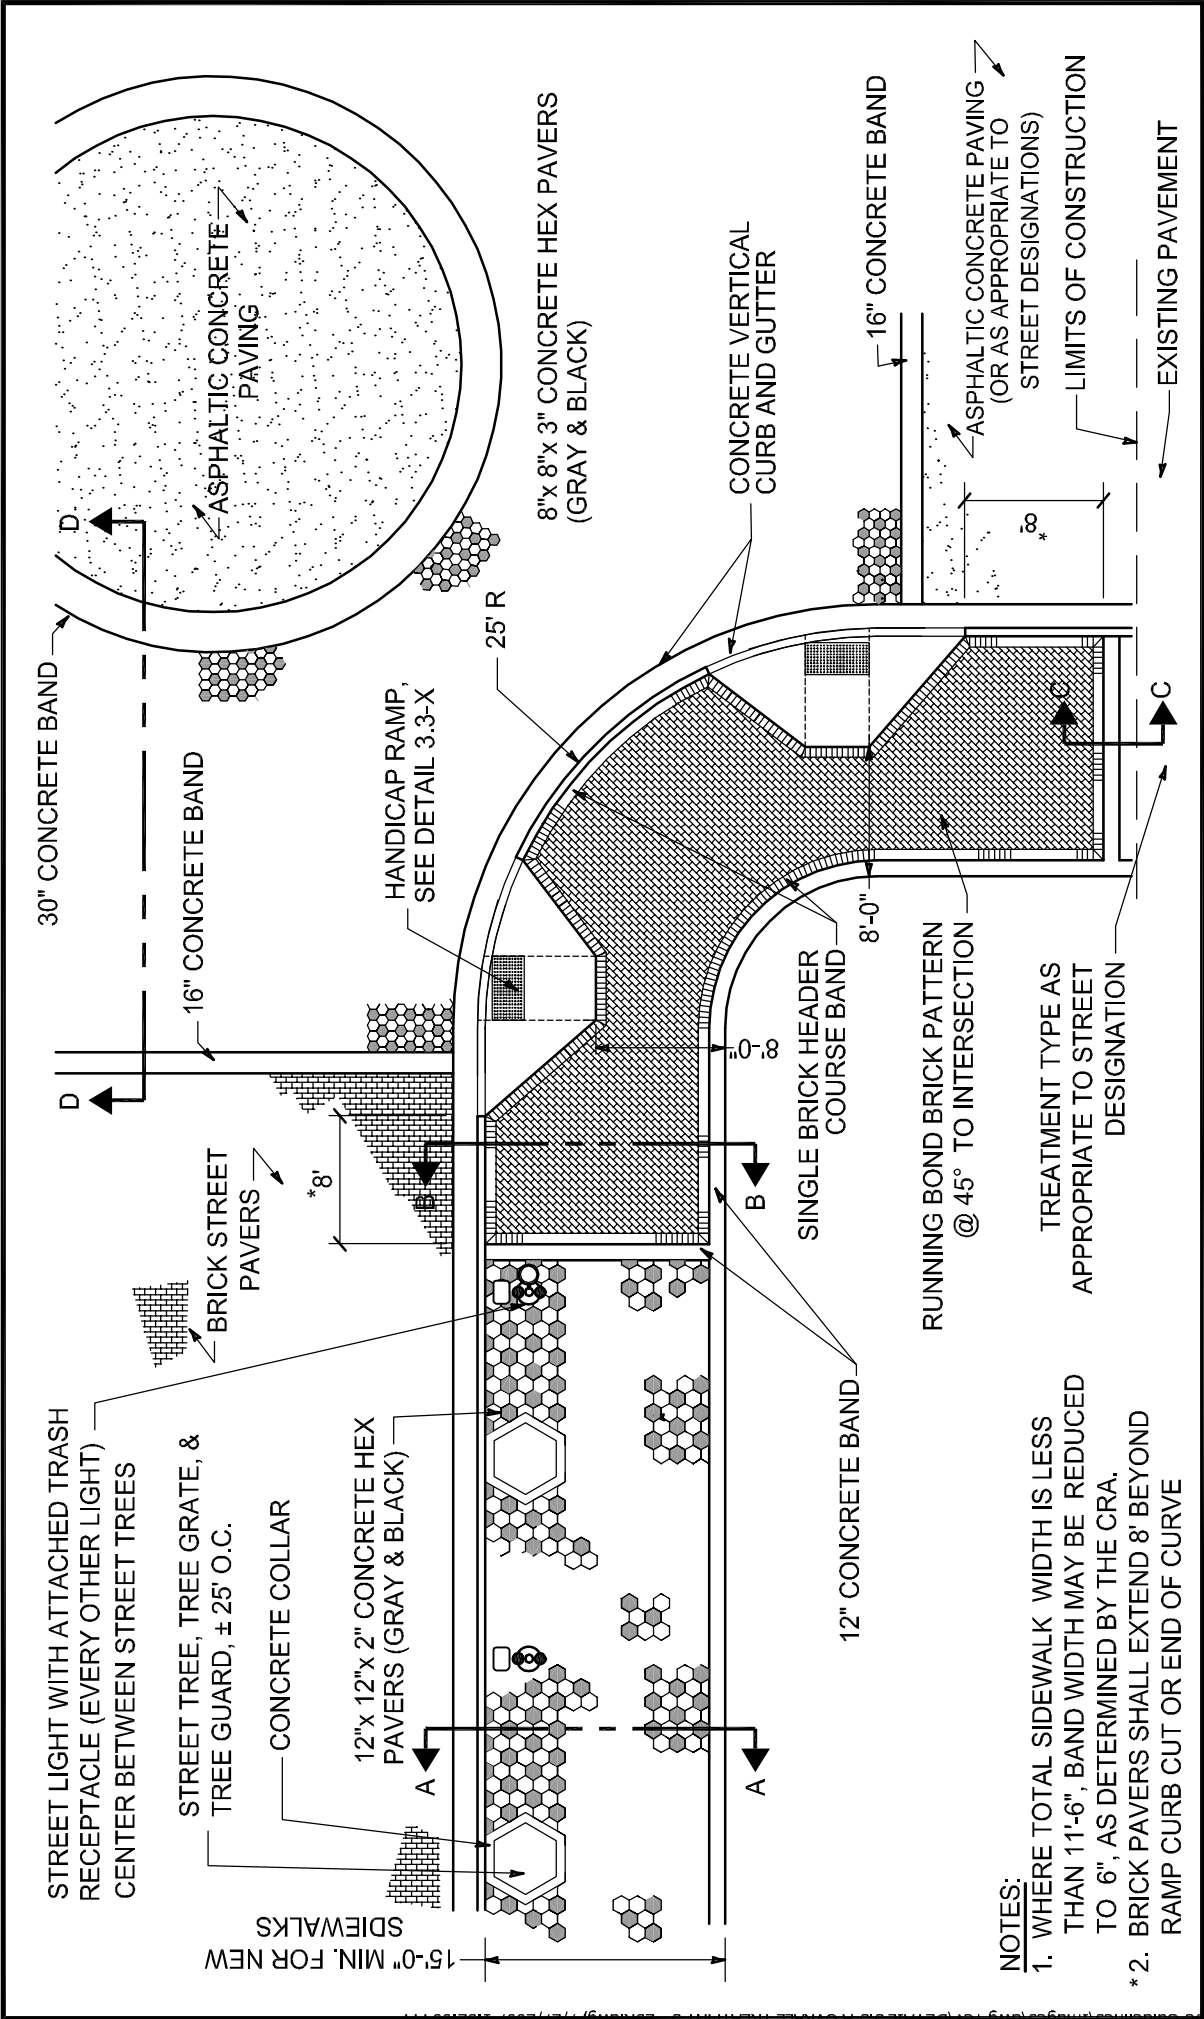 STREET LIGHT WITH ATTACHED TRASH
RECEPTACLE (EVERY OTHER LIGHT)
CENTER BETWEEN STREET TREES
STREET TREE, TREE GRATE, &
TREE GUARD, ± 25' O.C.
CONCRETE COLLAR
12"x 12"x 2" CONCRETE HEX
PAVERS (GRAY & BLACK)
15'-0" MIN. FOR NEW
SDIEWALKS
BRICK STREET
PAVERS
*8'
30" CONCRETE BAND
16" CONCRETE BAND
D
D
ASPHALTIC CONCRETE
PAVING
HANDICAP RAMP,
SEE DETAIL 3.3-X
25' R
8"x 8"x 3" CONCRETE HEX PAVERS
(GRAY & BLACK)
CONCRETE VERTICAL
CURB AND GUTTER
16" CONCRETE BAND
ASPHALTIC CONCRETE PAVING
(OR AS APPROPRIATE TO
STREET DESIGNATIONS)
LIMITS OF CONSTRUCTION
EXISTING PAVEMENT
*8'
A
A
B
B
C
C
8'-0"
8'-0"
12" CONCRETE BAND
SINGLE BRICK HEADER
COURSE BAND
RUNNING BOND BRICK PATTERN
@ 45° TO INTERSECTION
TREATMENT TYPE AS
APPROPRIATE TO STREET
DESIGNATION
NOTES:
1. WHERE TOTAL SIDEWALK WIDTH IS LESS
THAN 11'-6", BAND WIDTH MAY BE REDUCED
TO 6", AS DETERMINED BY THE CRA.
* 2. BRICK PAVERS SHALL EXTEND 8' BEYOND
RAMP CURB CUT OR END OF CURVE